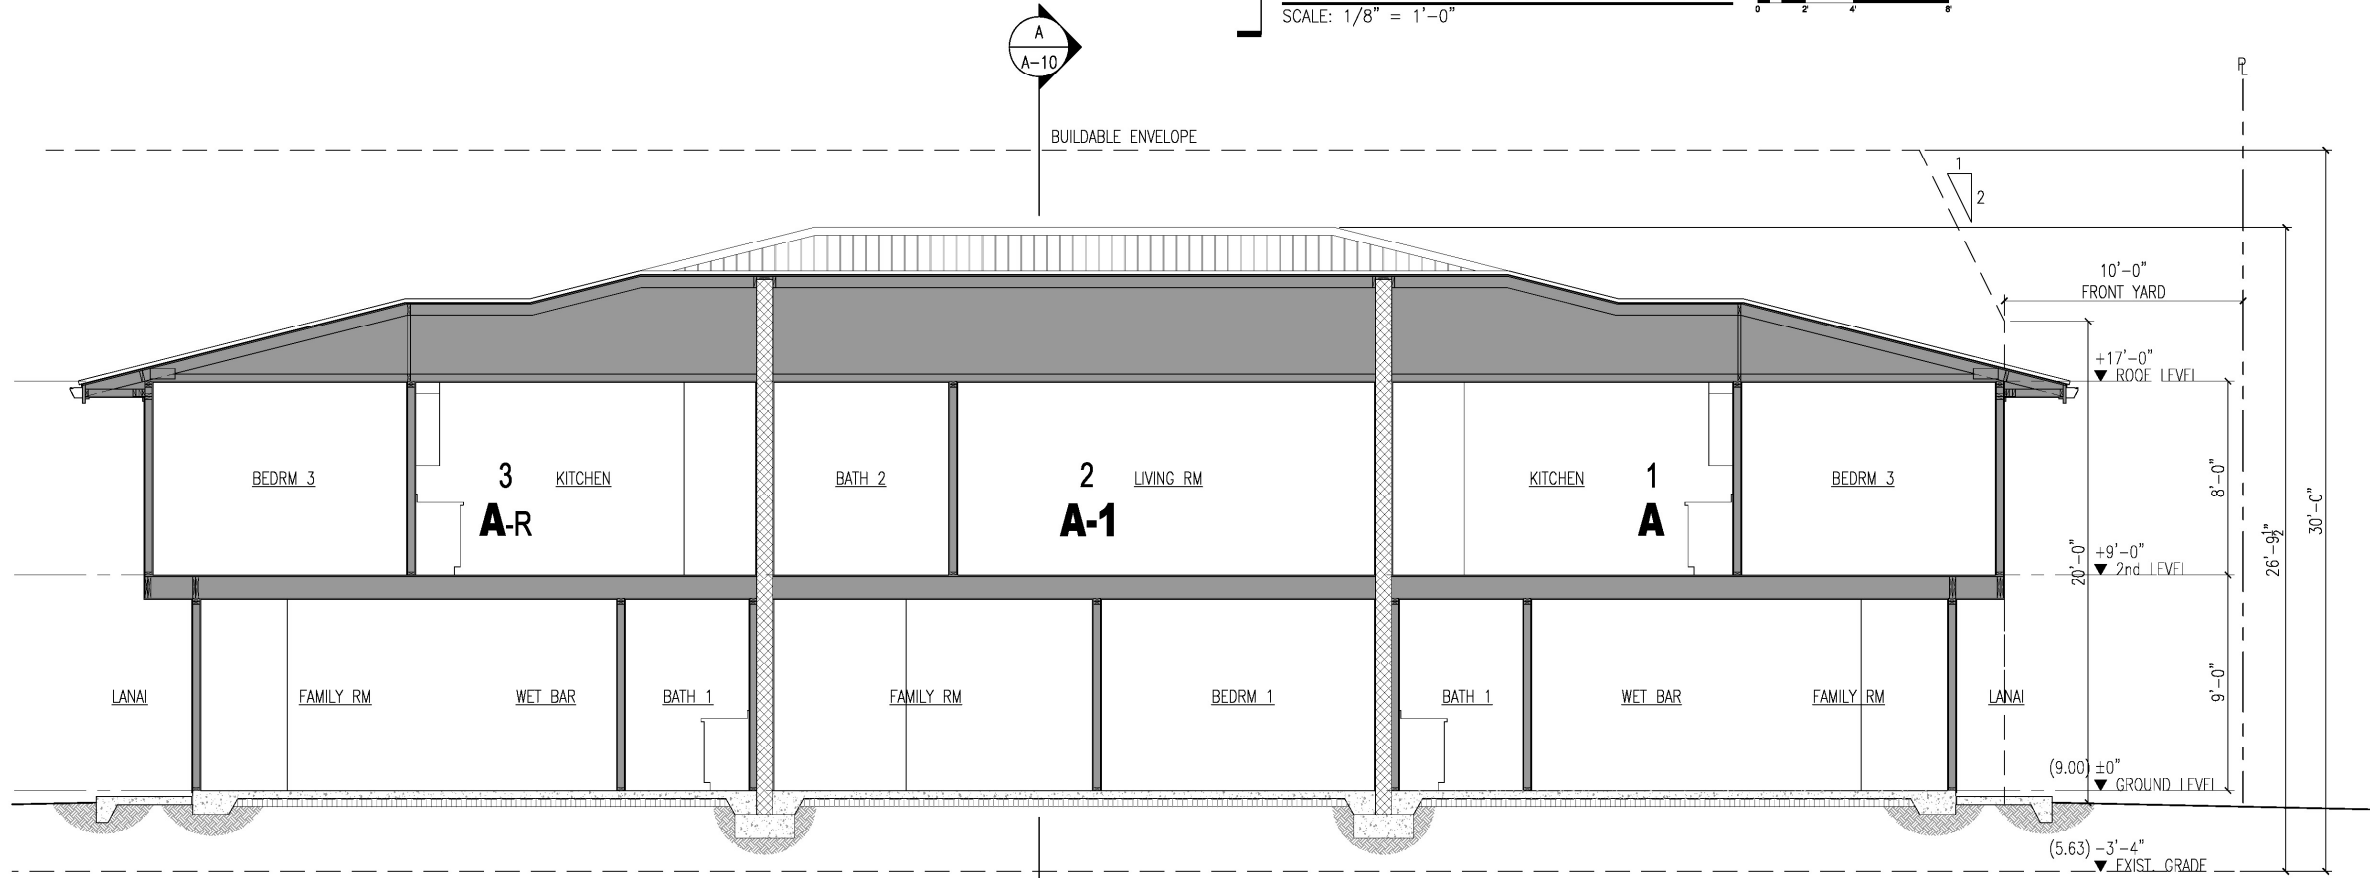 SCALE: 1/8" = 1'-0"
0 2' 4' 8'
A
A-10
BUILDABLE ENVELOPE
PL
1
2
10'-0"
FRONT YARD
+17'-0"
ROOF LEVEL
BEDRM 3
3
A-R
KITCHEN
BATH 2
2
A-1
LIVING RM
KITCHEN
1
A
BEDRM 3
8'-0"
30'-0"
26'-9½"
20'-0"
+9'-0"
2nd LEVEL
LANAI
FAMILY RM
WET BAR
BATH 1
FAMILY RM
BEDRM 1
BATH 1
WET BAR
FAMILY RM
LANAI
9'-0"
(9.00) ±0"
GROUND LEVEL
(5.63) -3'-4"
EXIST. GRADE